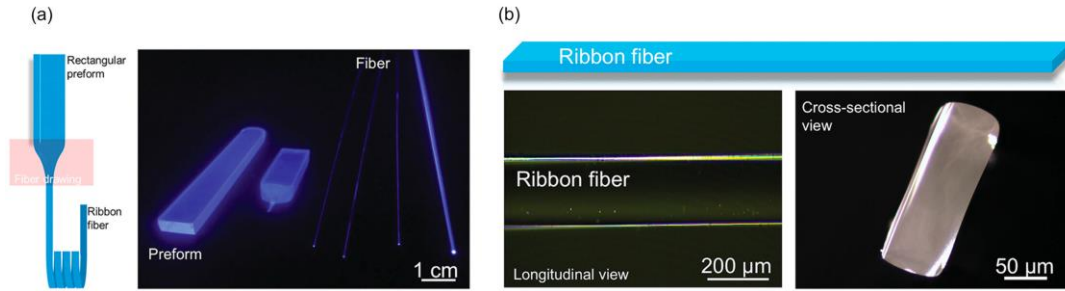 (a)
Rectangular
preform
Fiber drawing
Ribbon
fiber
Fiber
Preform
1 cm
(b)
Ribbon fiber
Ribbon fiber
Longitudinal view
200 µm
Cross-sectional
view
50 µm